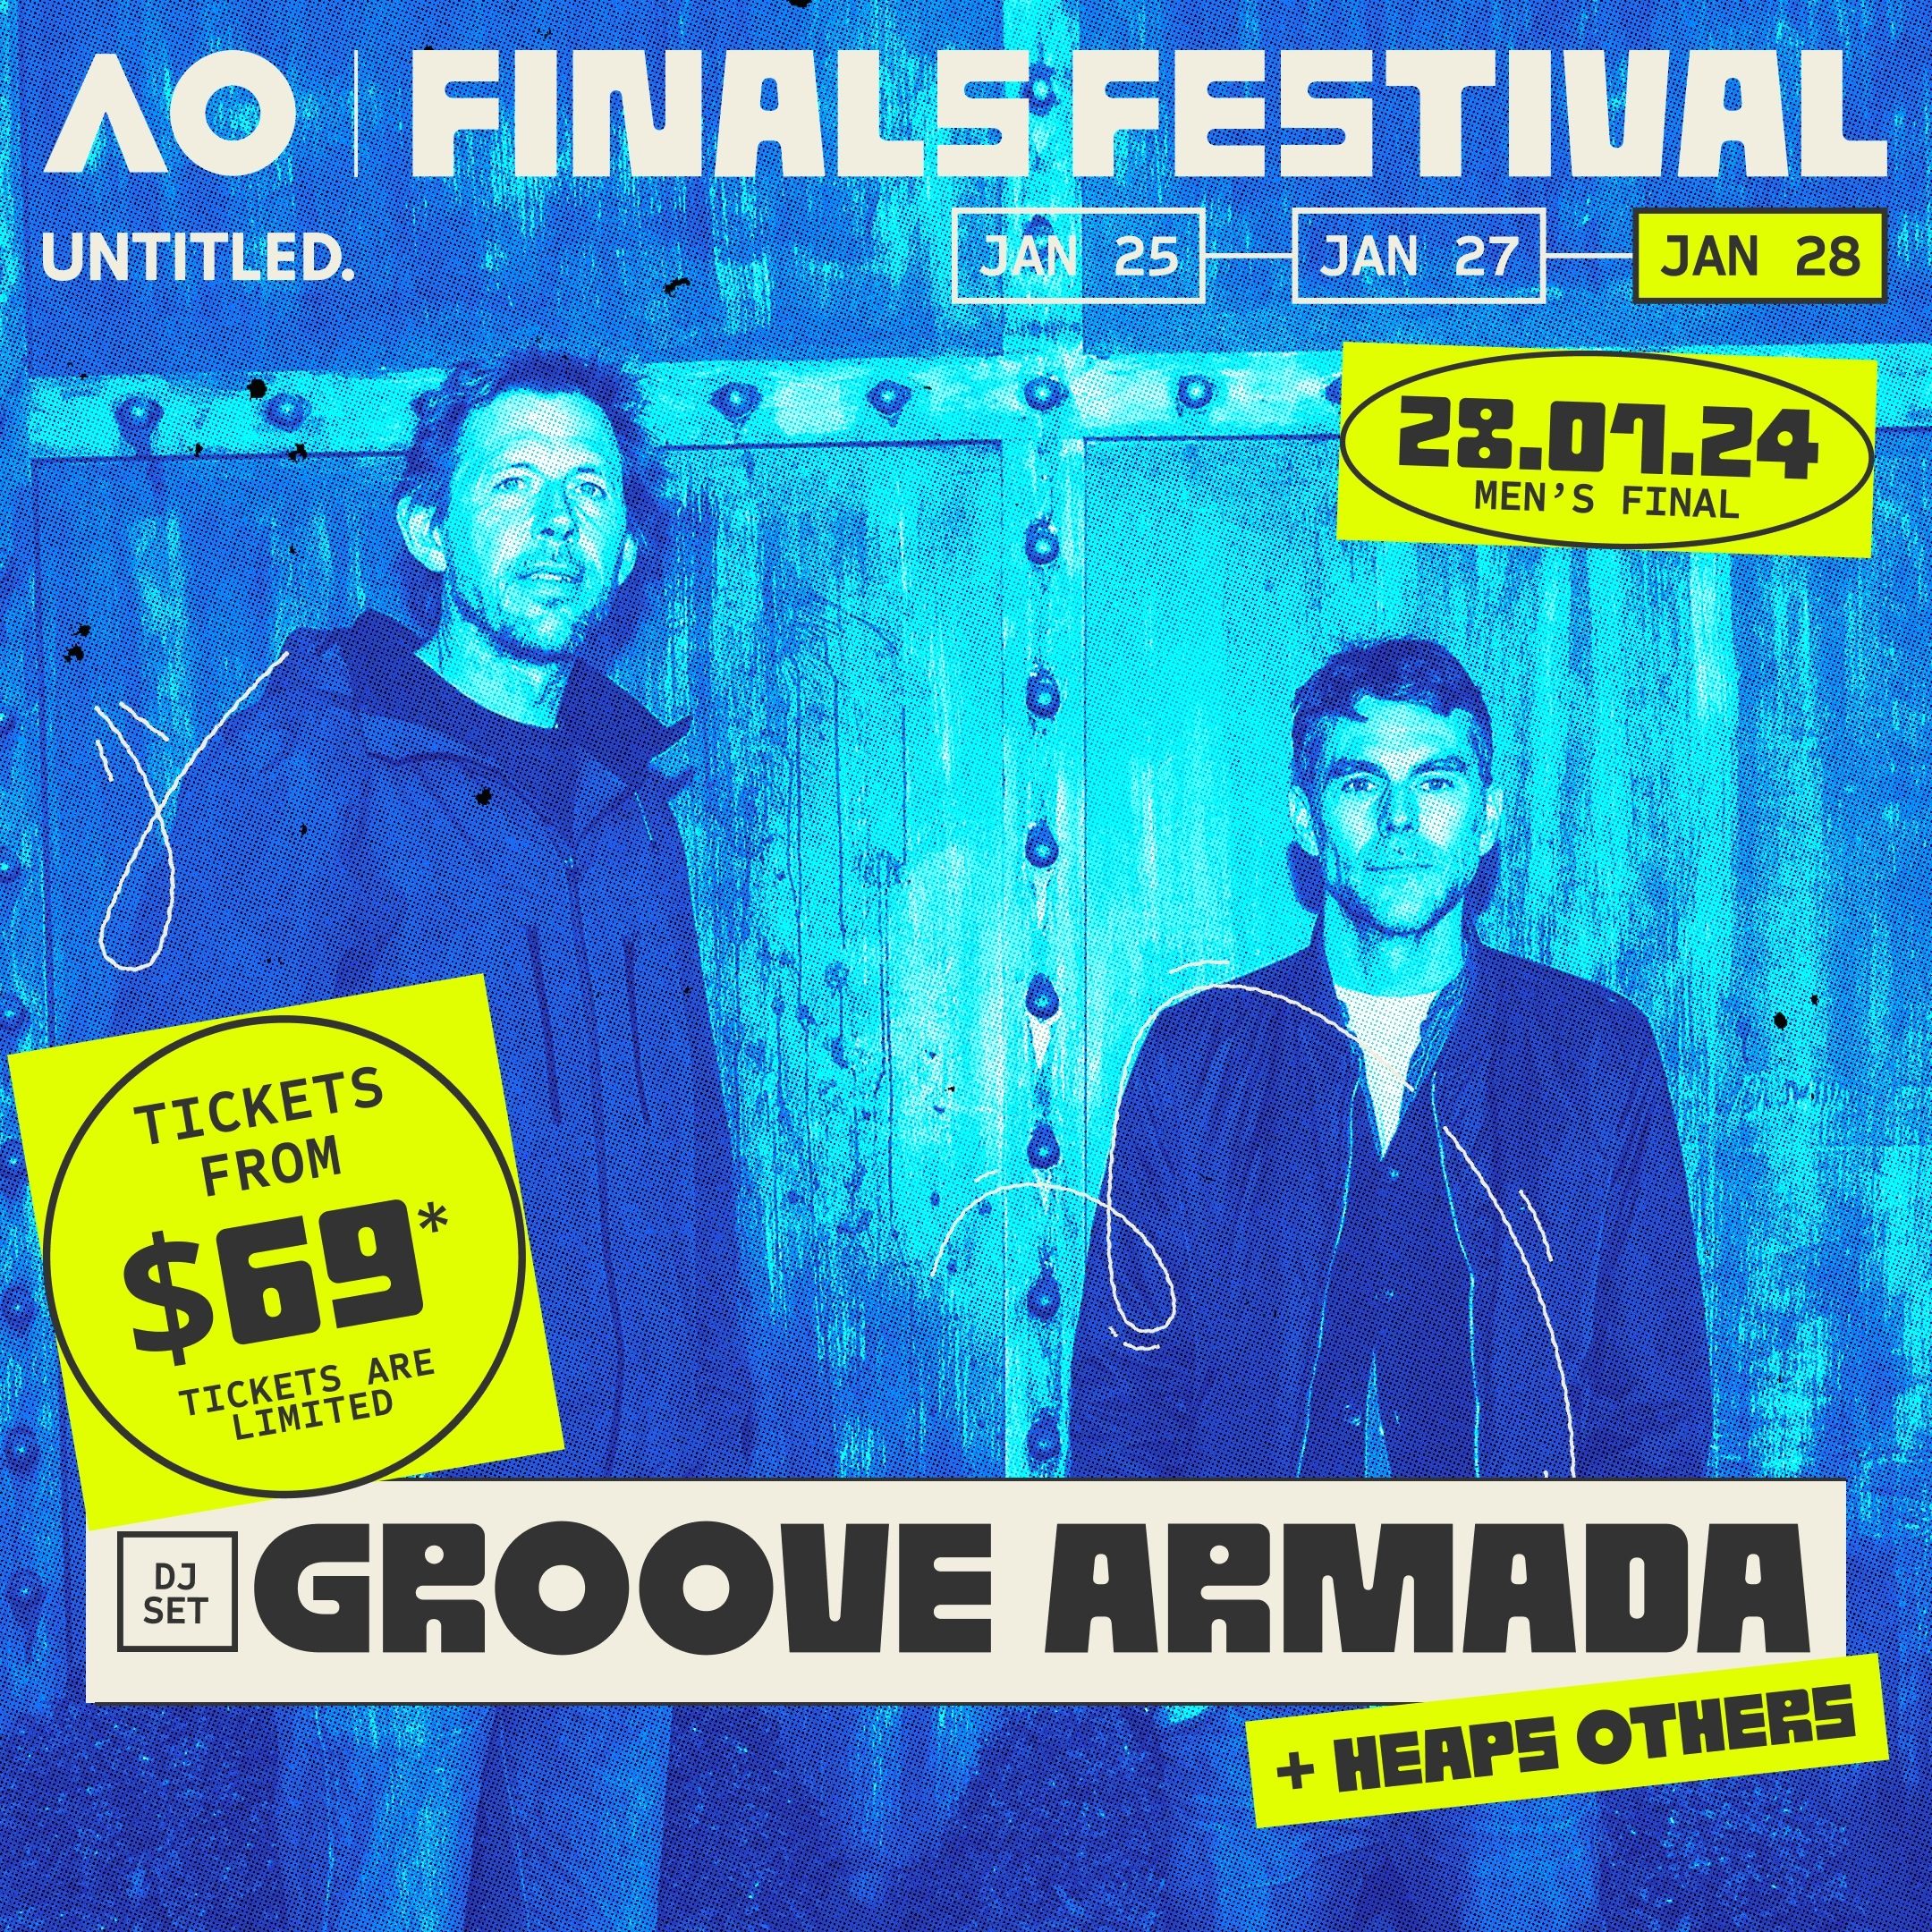 AO | FINALS FESTIVAL
UNTITLED.
JAN 25
JAN 27
JAN 28
28.01.24
MEN’S FINAL
TICKETS
FROM
$69*
TICKETS ARE
LIMITED
DJ
SET
GROOVE ARMADA
+ HEAPS OTHERS